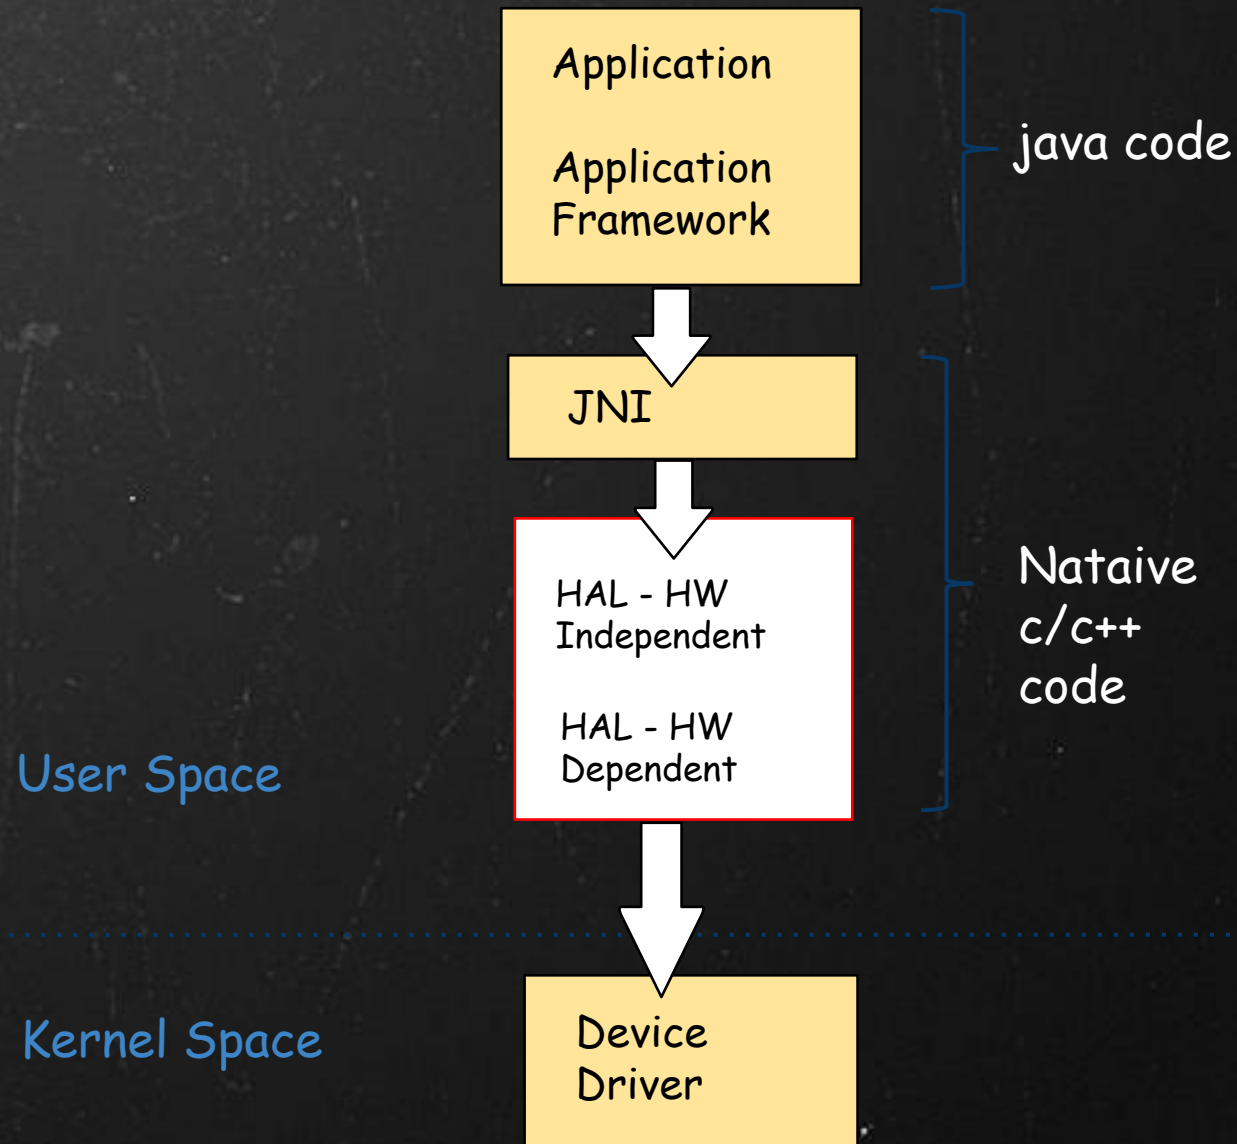 Application
Application
Framework
java code
JNI
HAL - HW
Independent
HAL - HW
Dependent
Nataive
c/c++
code
User Space
Kernel Space
Device
Driver